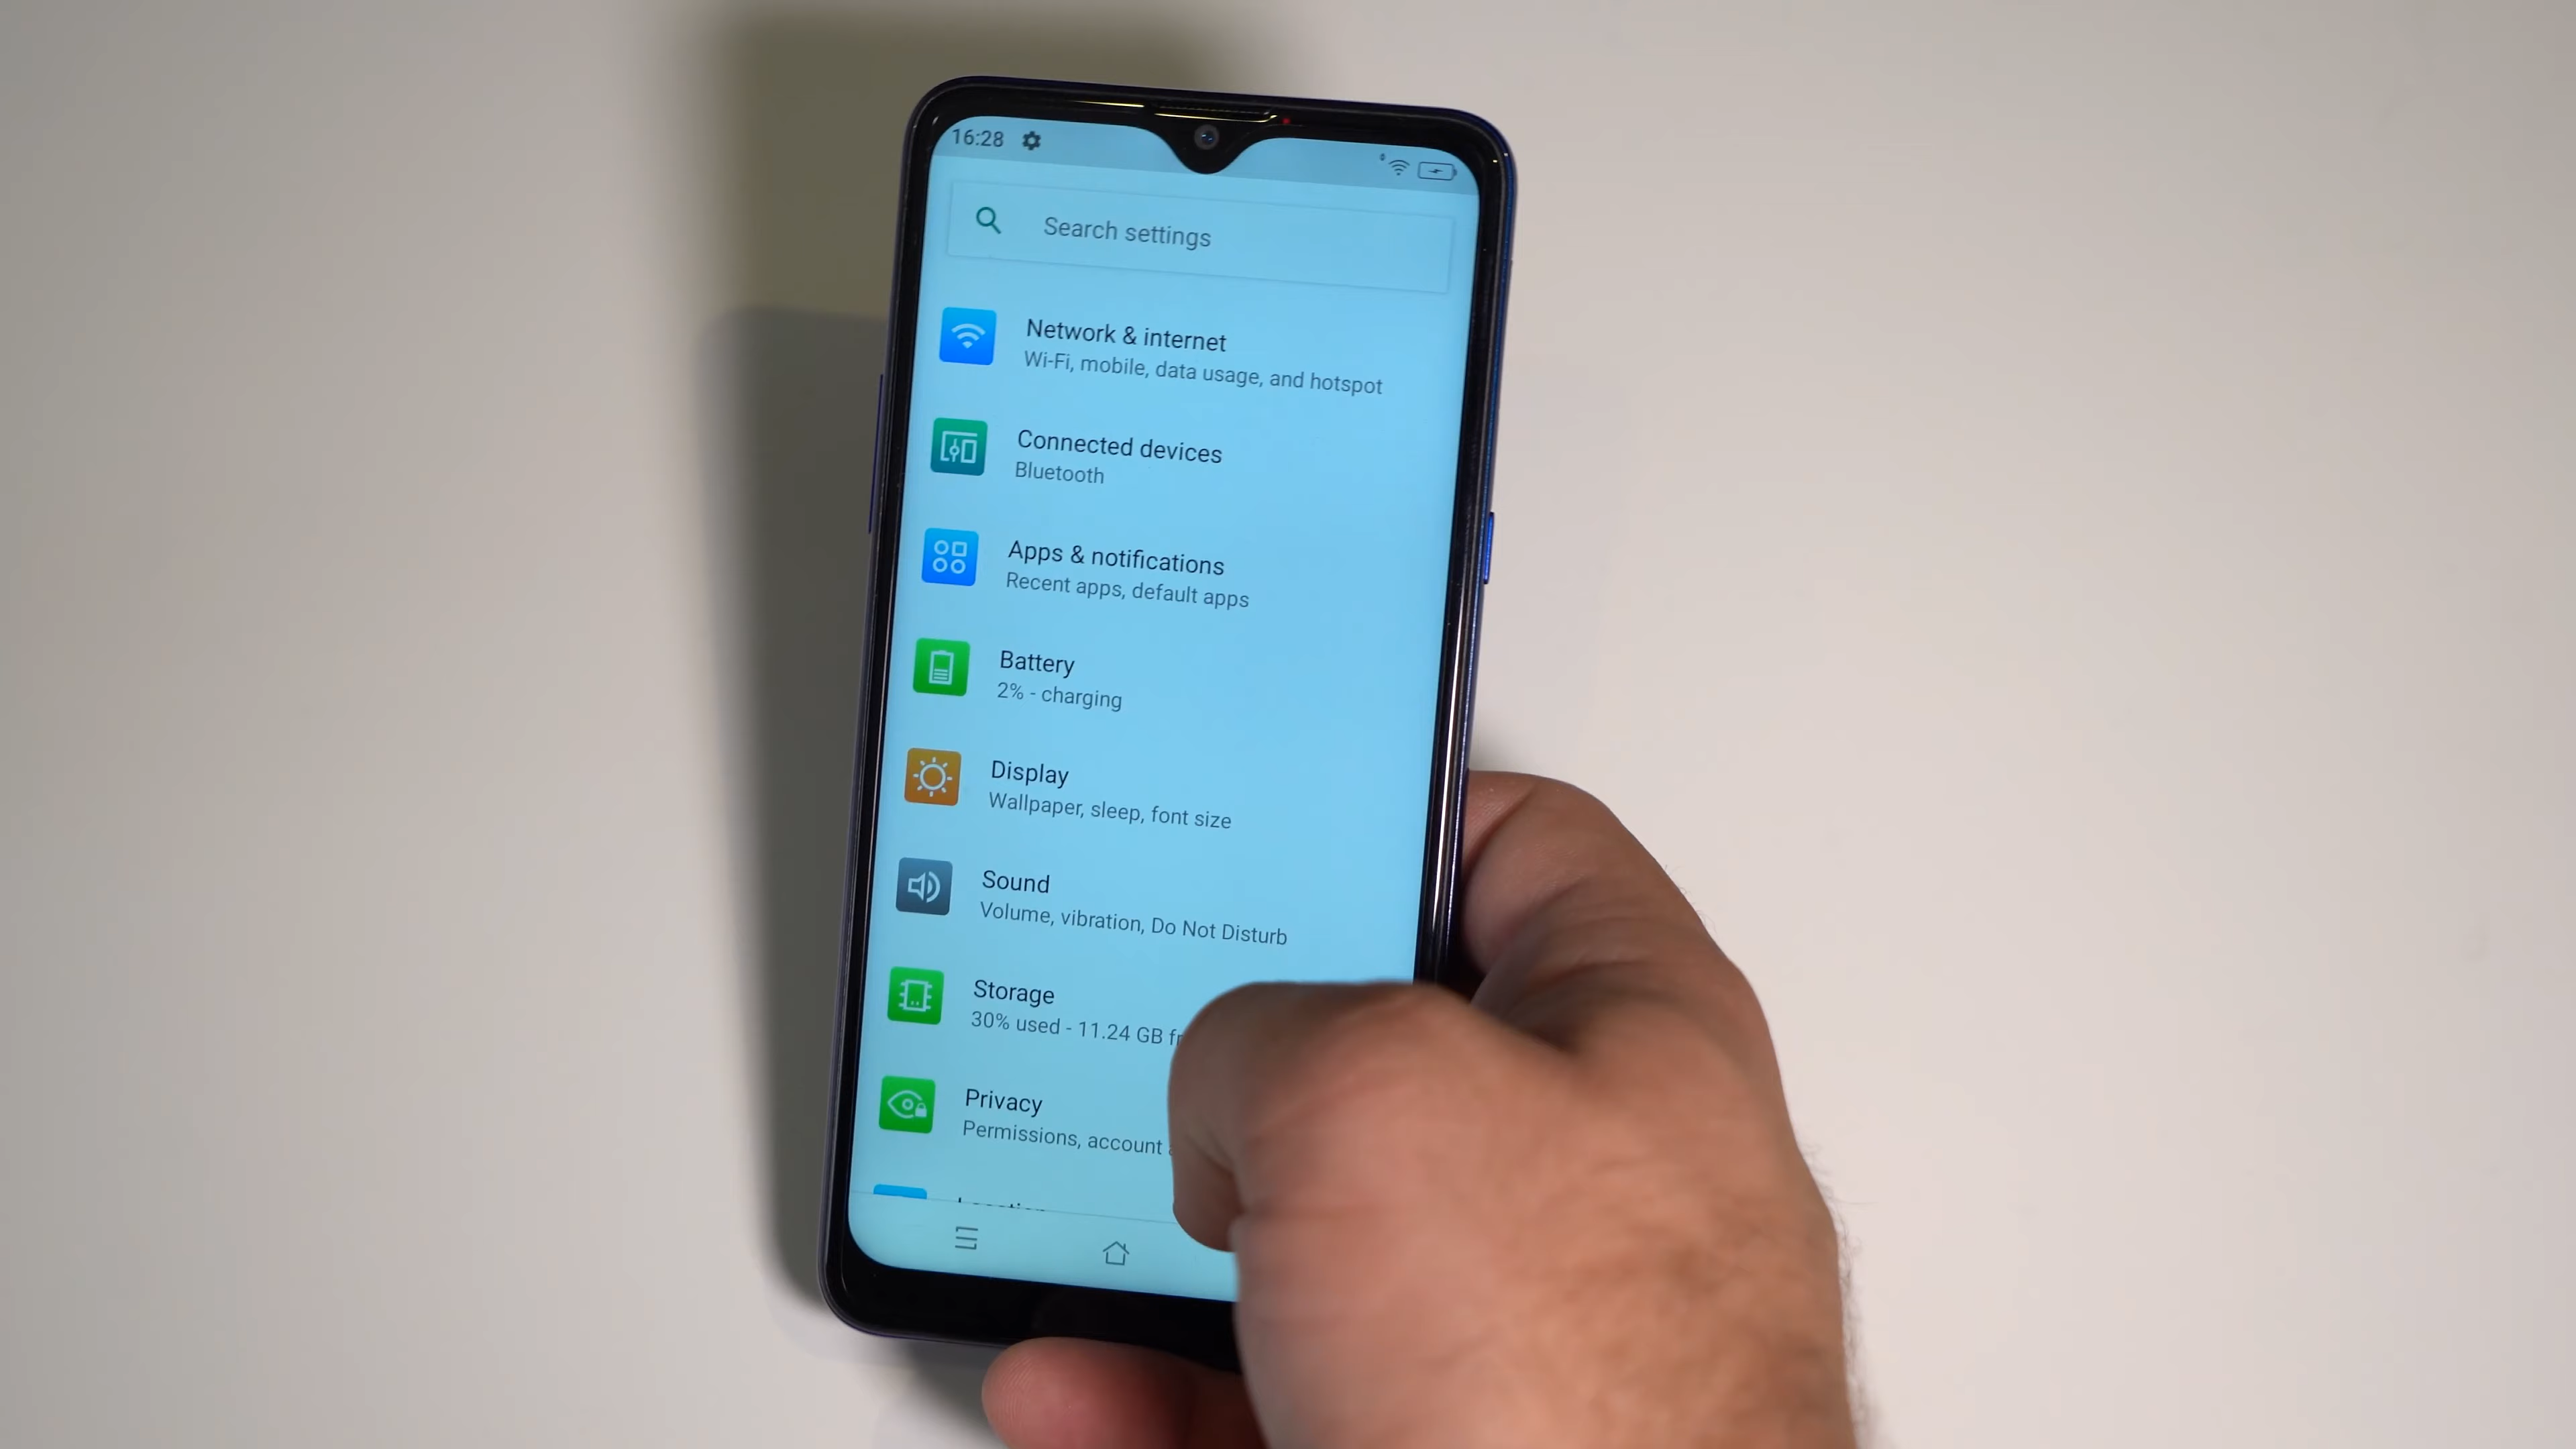 16:28
Search settings
Network & internet
Wi-Fi, mobile, data usage, and hotspot
Connected devices
Bluetooth
Apps & notifications
Recent apps, default apps
Battery
2% - charging
Display
Wallpaper, sleep, font size
Sound
Volume, vibration, Do Not Disturb
Storage
30% used - 11.24 GB
Privacy
Permissions, account